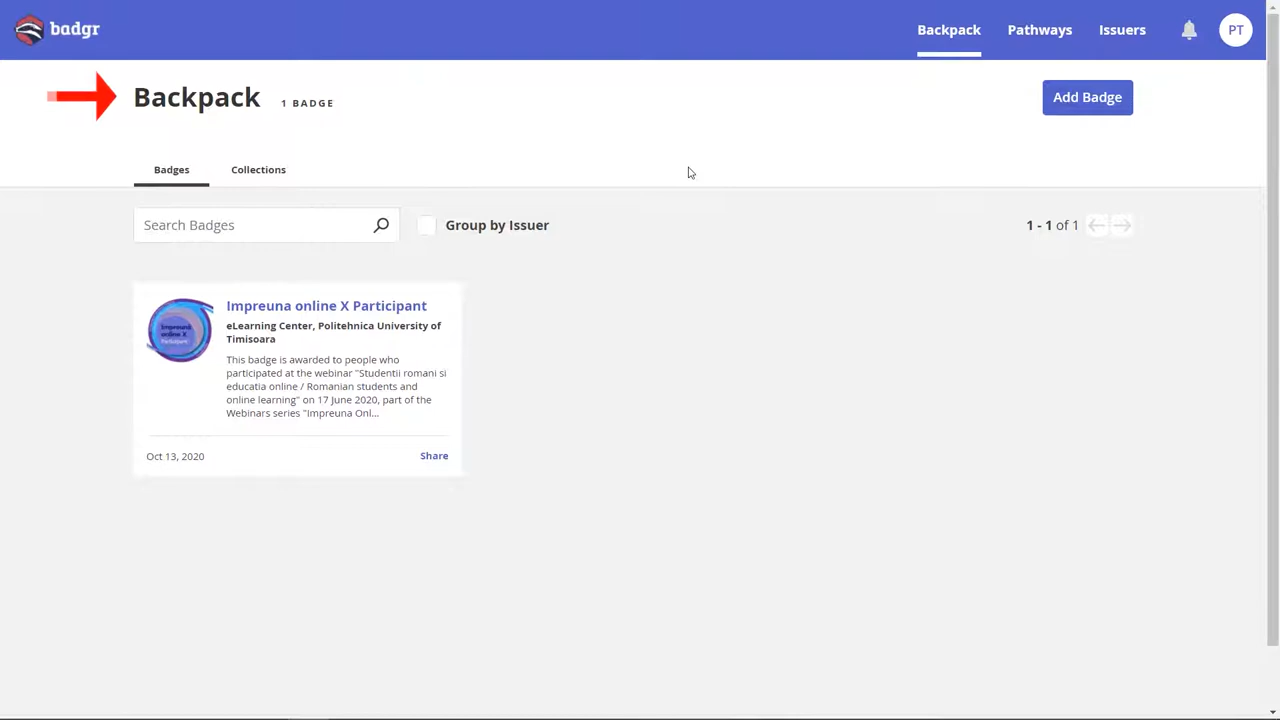 badgr
Backpack Pathways Issuers PT
Backpack 1 BADGE
Add Badge
Badges Collections
Search Badges
Group by Issuer
1 - 1 of 1
Impreuna
online X
Participant
Impreuna online X Participant
eLearning Center, Politehnica University of
Timisoara
This badge is awarded to people who
participated at the webinar "Studentii romani si
educatia online / Romanian students and
online learning" on 17 June 2020, part of the
Webinars series "Impreuna Onl...
Oct 13, 2020
Share